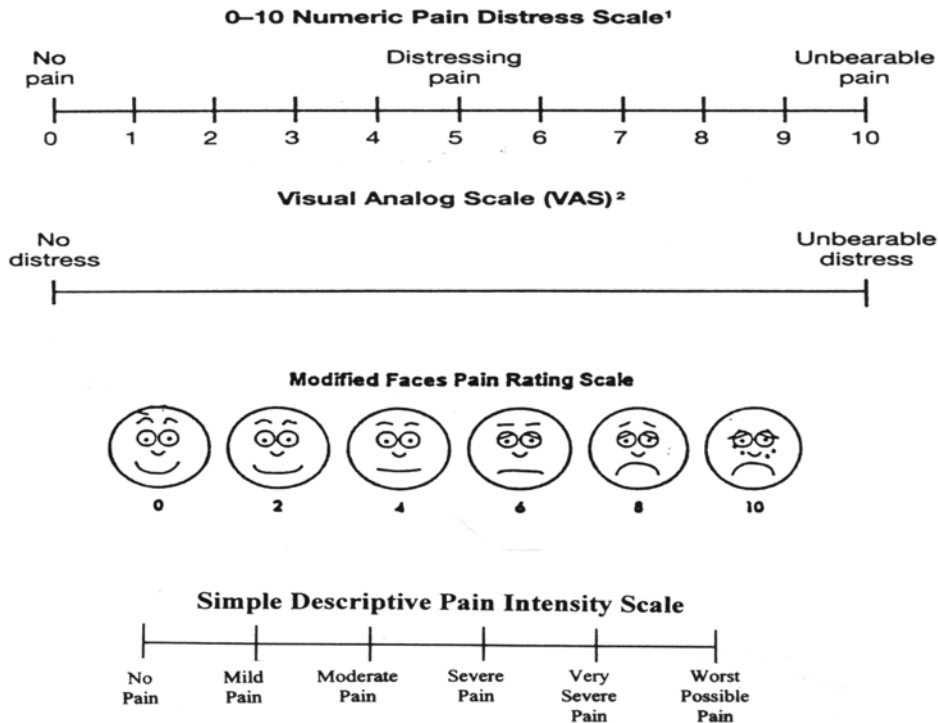 0–10 Numeric Pain Distress Scale¹
No pain
Distressing pain
Unbearable pain
0 1 2 3 4 5 6 7 8 9 10
Visual Analog Scale (VAS)²
No distress
Unbearable distress
Modified Faces Pain Rating Scale
0 2 4 6 8 10
Simple Descriptive Pain Intensity Scale
No Pain
Mild Pain
Moderate Pain
Severe Pain
Very Severe Pain
Worst Possible Pain